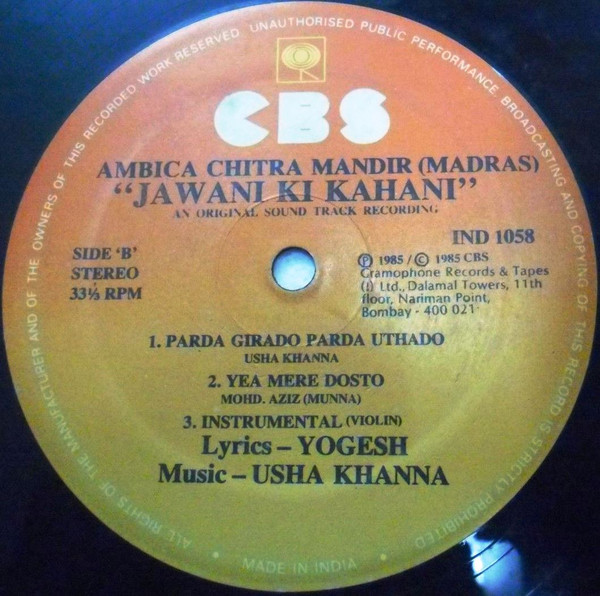 ALL RIGHTS OF THE MANUFACTURER AND OF THE OWNERS OF THIS RECORDED WORK RESERVED UNAUTHORISED PUBLIC PERFORMANCE, BROADCASTING AND COPYING OF THIS RECORD IS STRICTLY PROHIBITED
CBS
AMBICA CHITRA MANDIR (MADRAS)
"JAWANI KI KAHANI"
AN ORIGINAL SOUND TRACK RECORDING
IND 1058
SIDE 'B'
STEREO
33⅓ RPM
Ⓟ 1985 / Ⓒ 1985 CBS
Gramophone Records & Tapes
(I) Ltd., Dalamal Towers, 11th
floor, Nariman Point,
Bombay - 400 021
1. PARDA GIRADO PARDA UTHADO
USHA KHANNA
2. YEA MERE DOSTO
MOHD. AZIZ (MUNNA)
3. INSTRUMENTAL (VIOLIN)
Lyrics – YOGESH
Music – USHA KHANNA
MADE IN INDIA